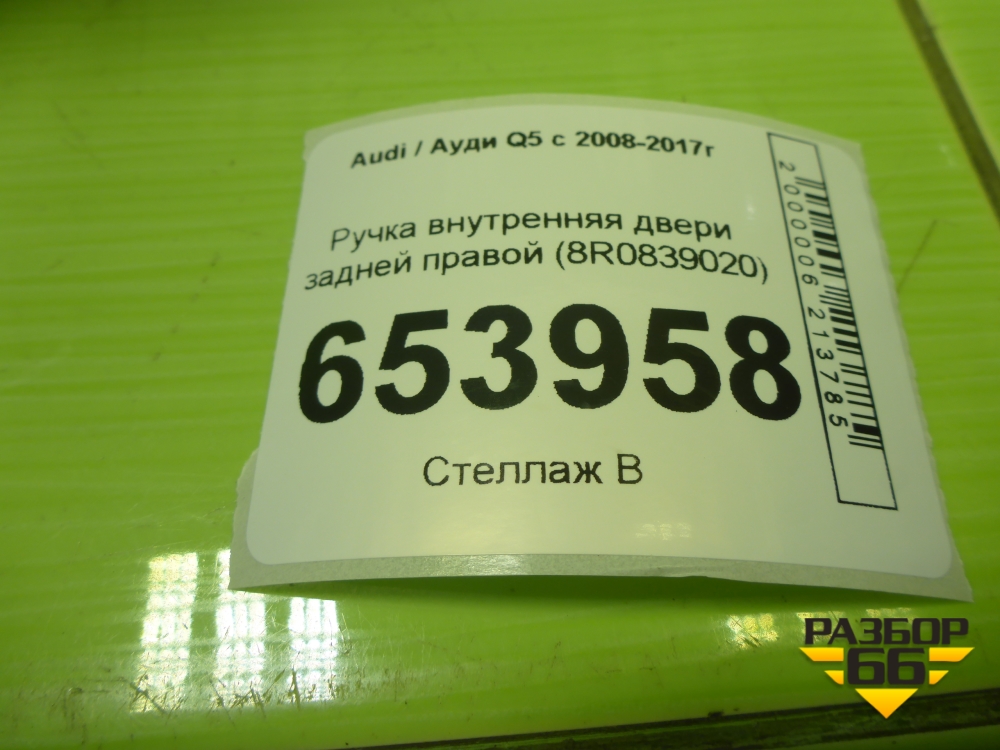 Audi / Ауди Q5 с 2008-2017г
Ручка внутренняя двери
задней правой (8R0839020)
653958
Стеллаж В
2000006213785
РАЗБОР
66